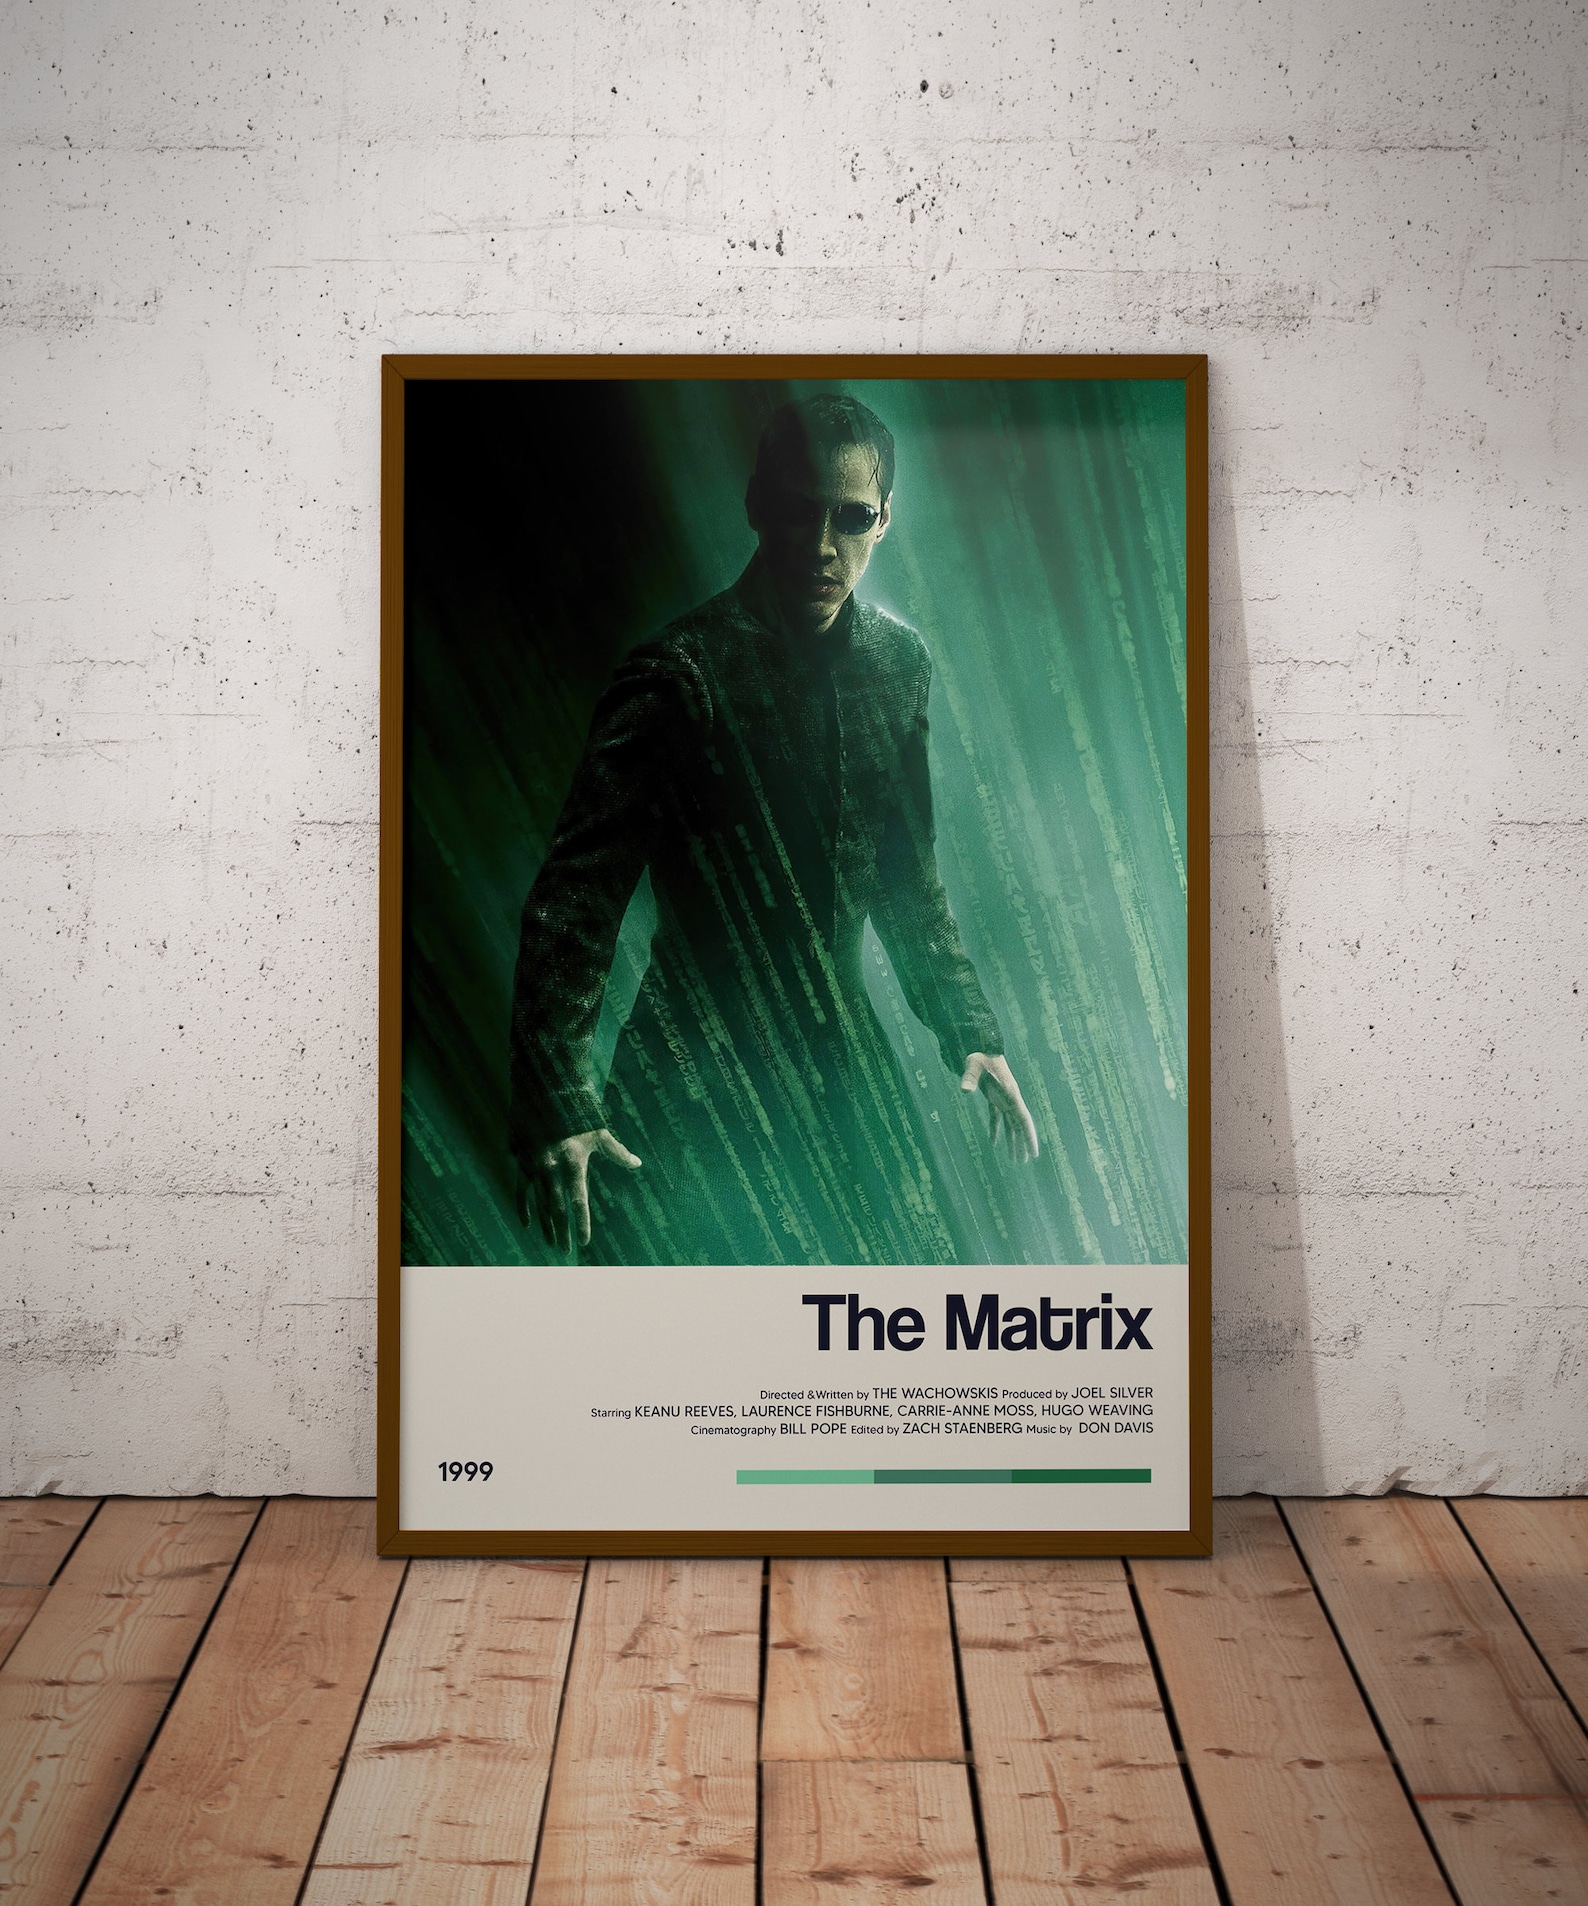 The Matrix
Directed &Written by THE WACHOWSKIS Produced by JOEL SILVER
Starring KEANU REEVES, LAURENCE FISHBURNE, CARRIE-ANNE MOSS, HUGO WEAVING
Cinematography BILL POPE Edited by ZACH STAENBERG Music by DON DAVIS
1999